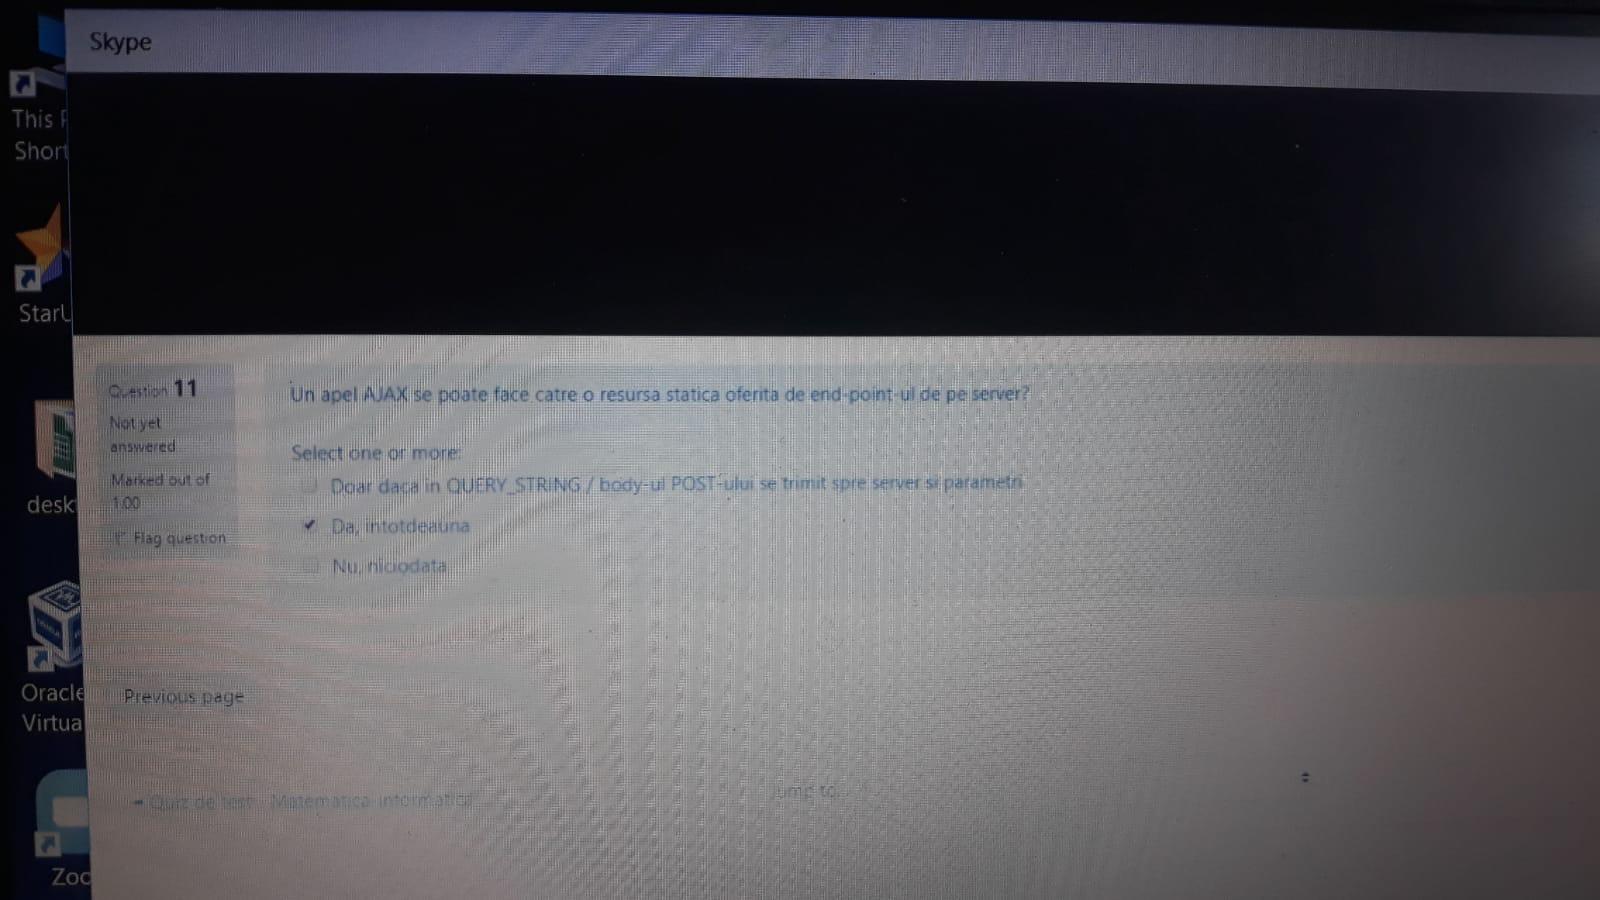 Skype
This P
Short
StarU
desk
Oracle
Virtua
Zoo
Question 11
Not yet
answered
Marked out of
1.00
Flag question
Un apel AJAX se poate face catre o resursa statica oferita de end-point-ul de pe server?
Select one or more:
Doar daca in QUERY_STRING / body-ul POST-ului se trimit spre server si parametri
Da, intotdeauna
Nu, niciodata
Previous page
Quiz de test - Matematica-informatica
Jump to...